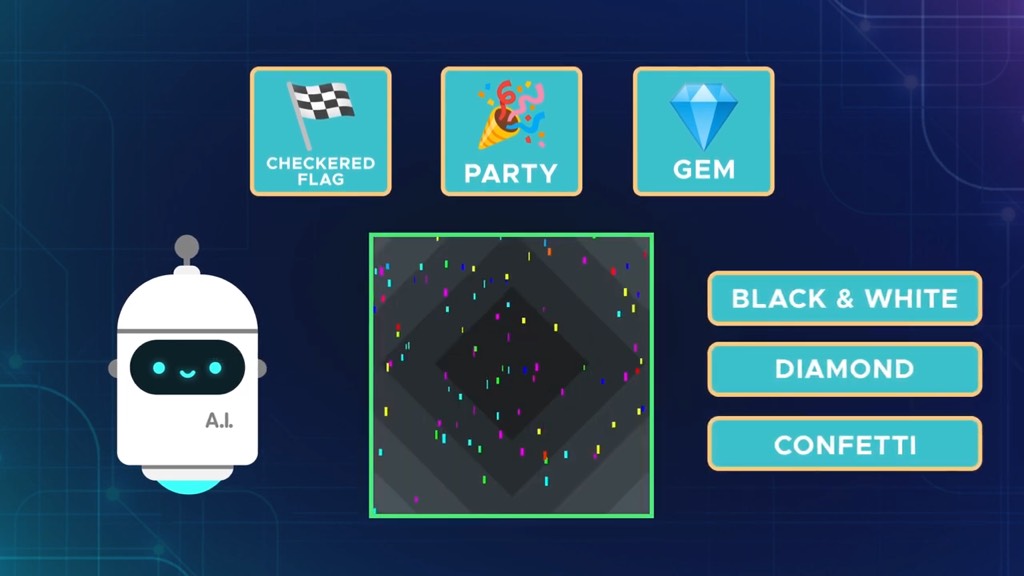 CHECKERED
FLAG
PARTY
GEM
BLACK & WHITE
DIAMOND
A.I.
CONFETTI